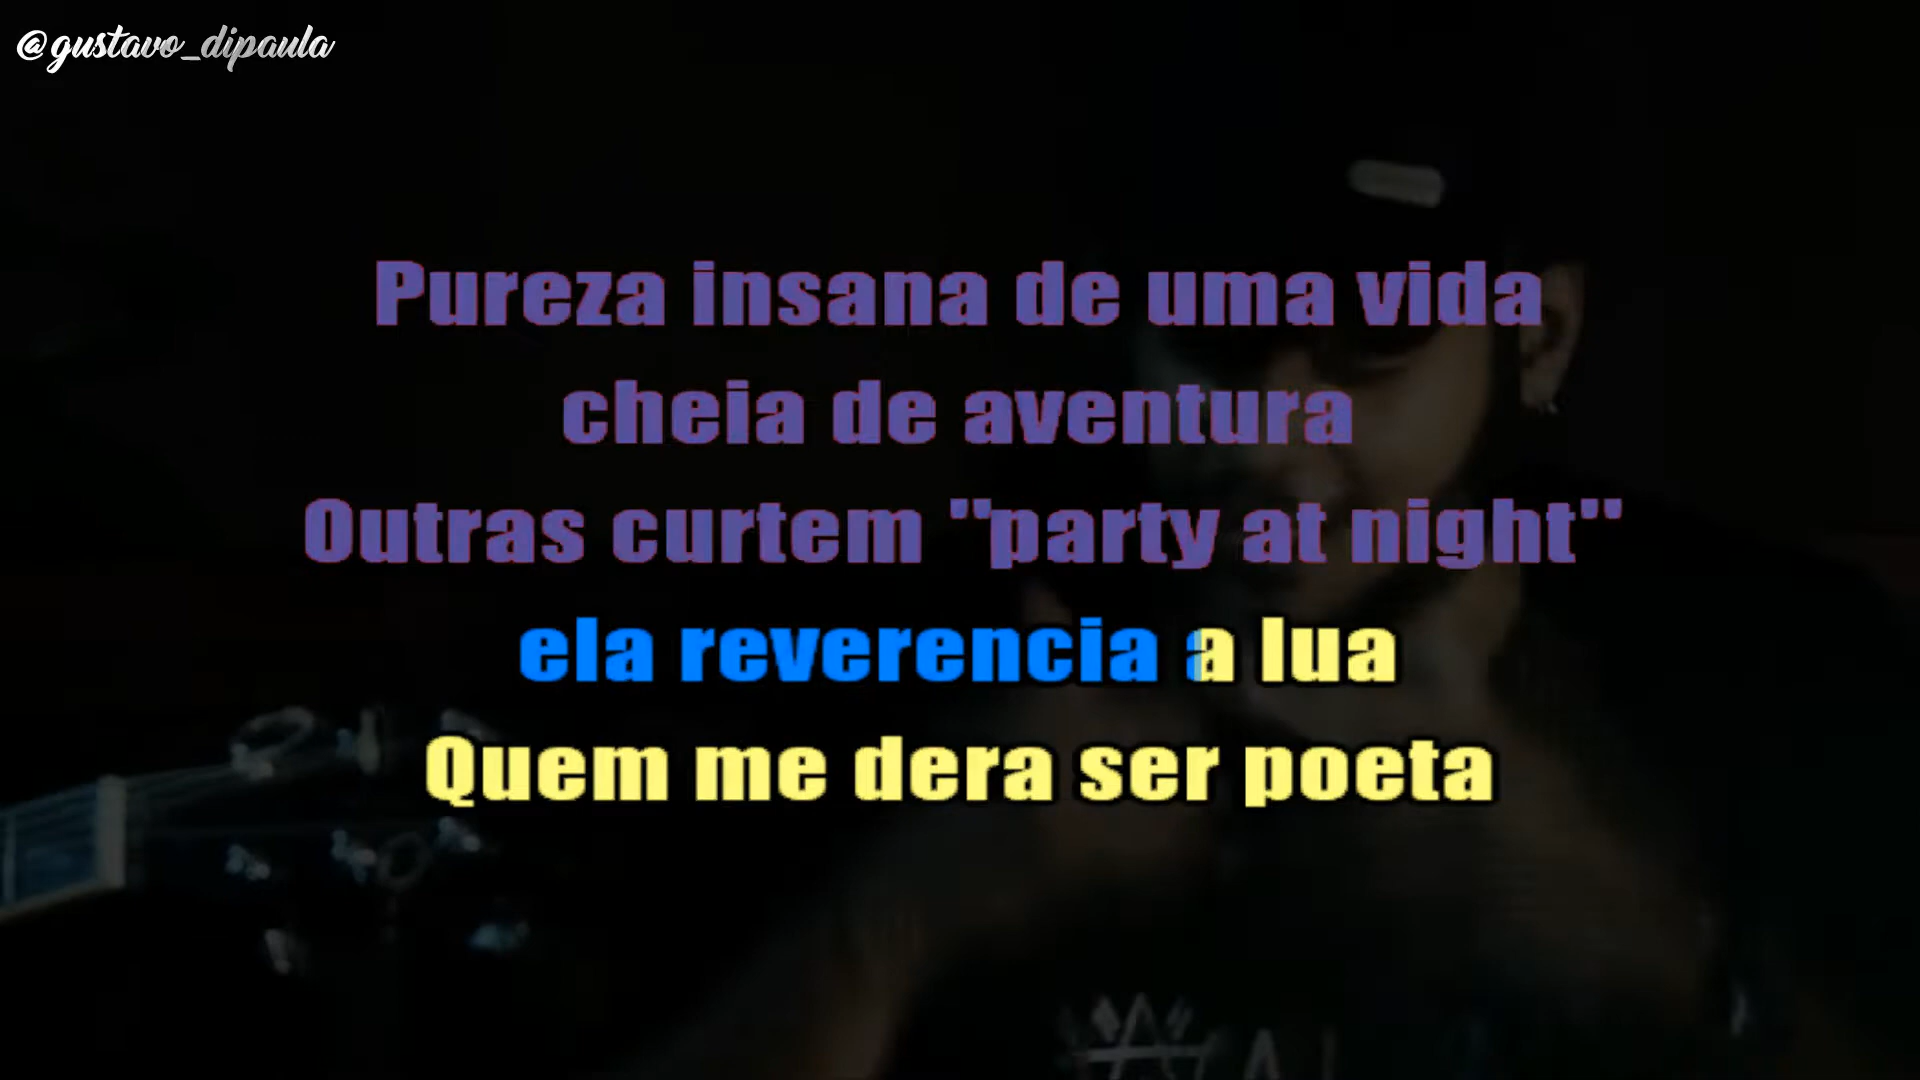 @gustavo_dipaula
Pureza insana de uma vida
cheia de aventura
Outras curtem "party at night"
ela reverencia a lua
Quem me dera ser poeta